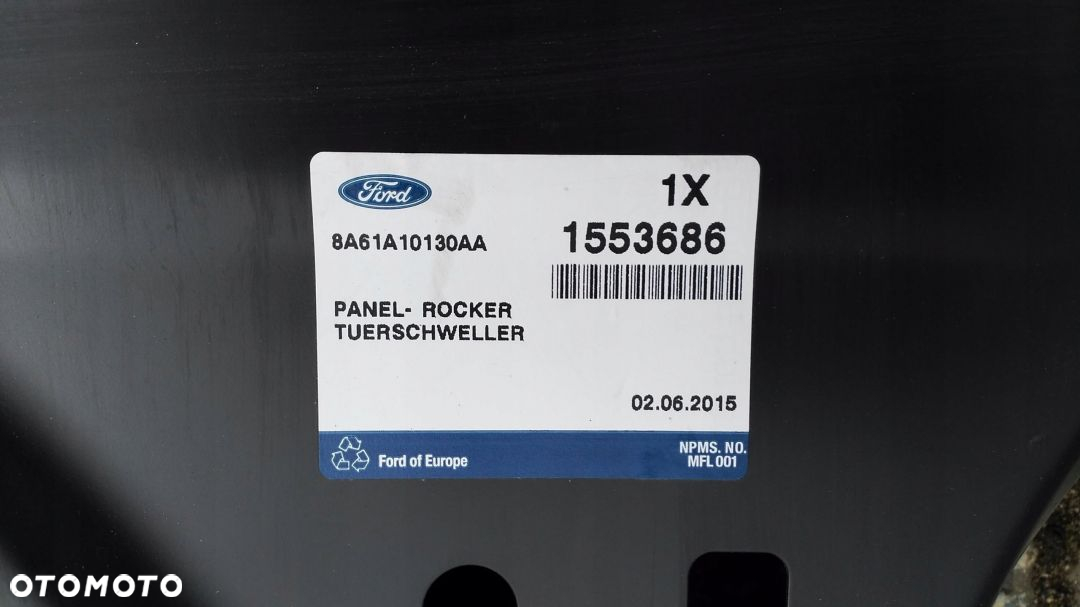 Ford
1X
8A61A10130AA
1553686
PANEL- ROCKER
TUERSCHWELLER
02.06.2015
Ford of Europe
NPMS. NO.
MFL 001
OTOMOTO